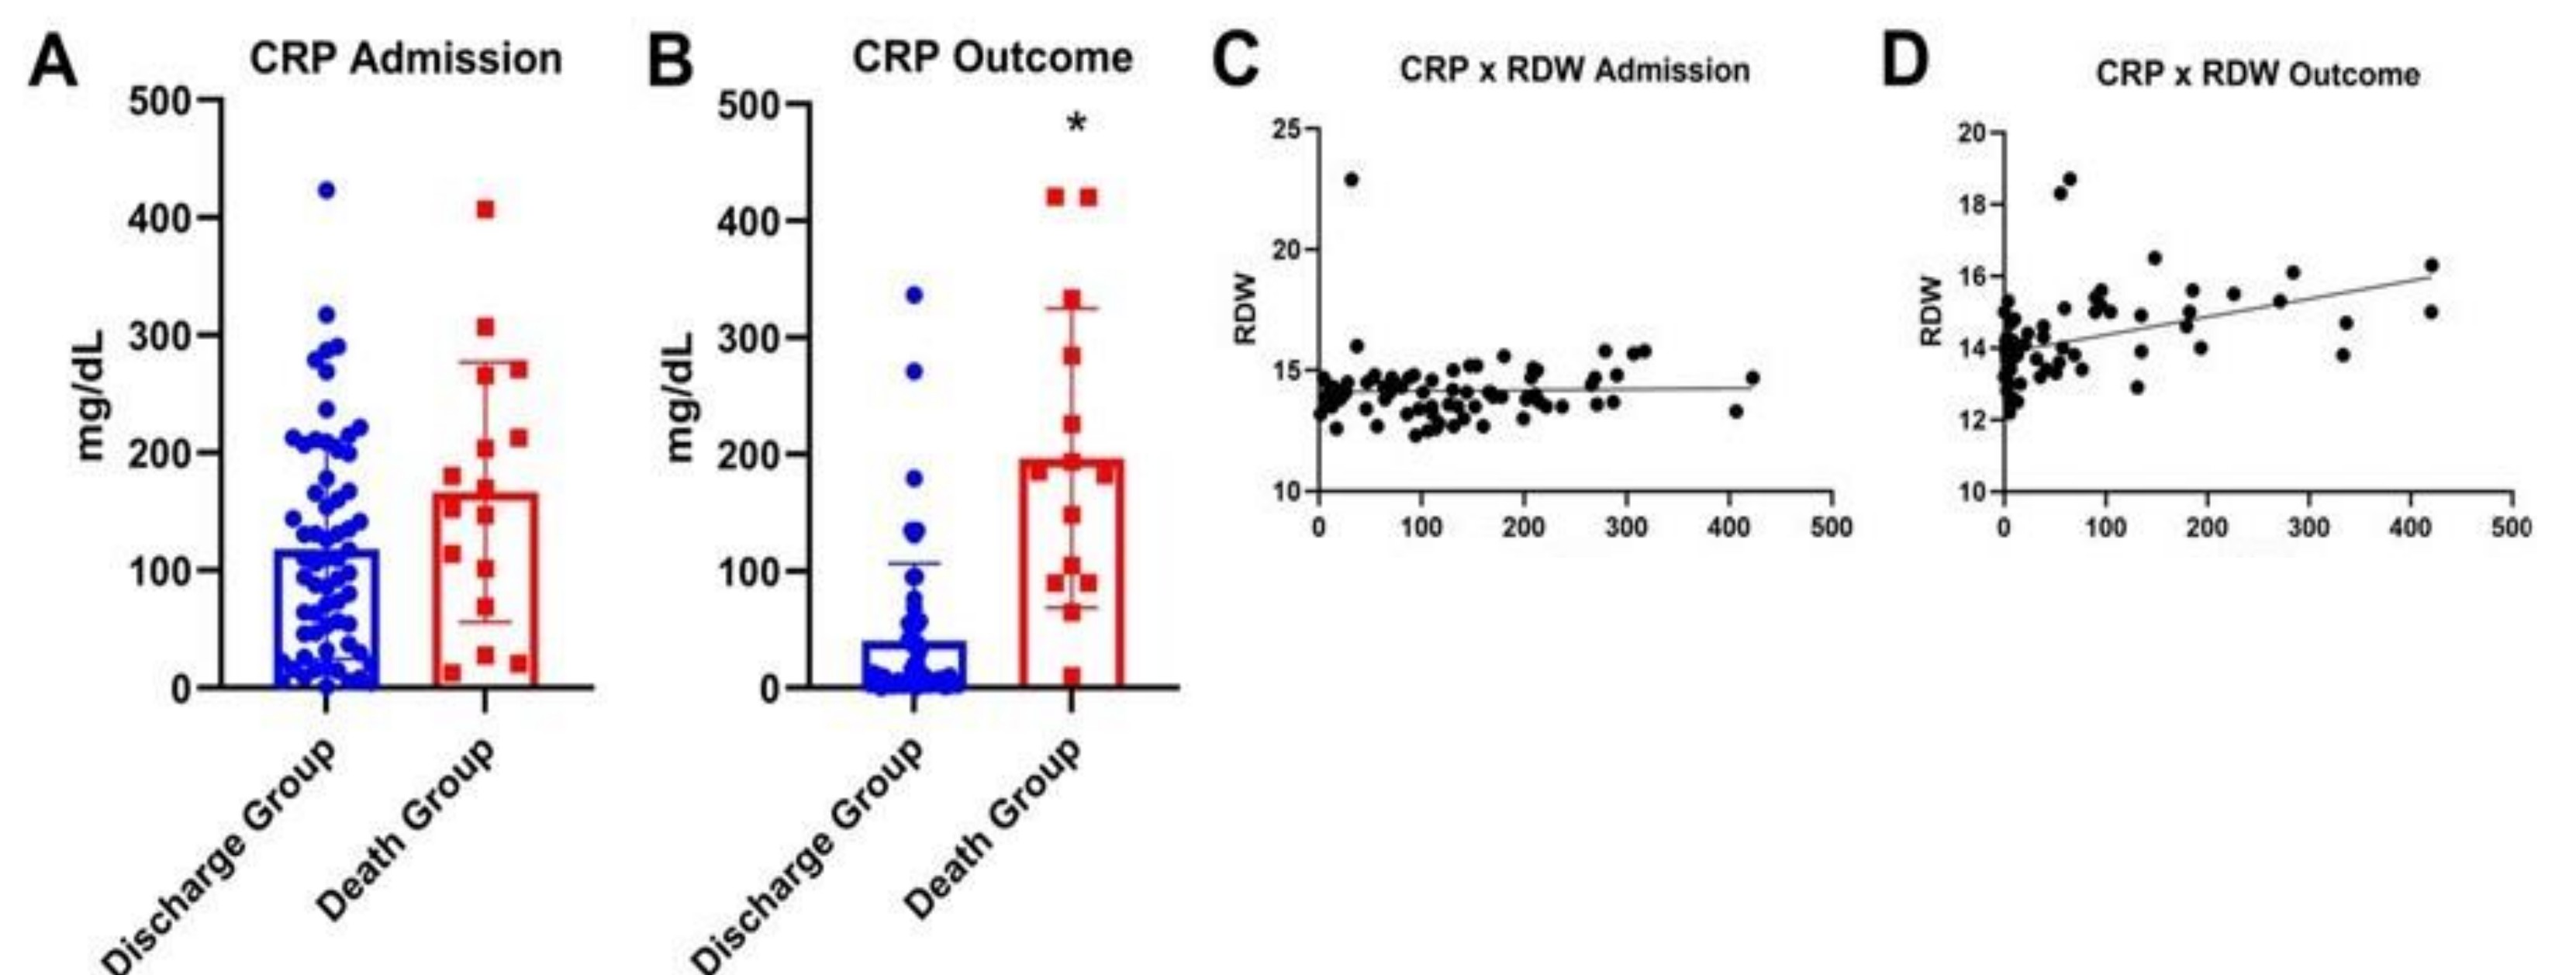 A
CRP Admission
mg/dL
500
400
300
200
100
0
Discharge Group
Death Group
B
CRP Outcome
*
mg/dL
500
400
300
200
100
0
Discharge Group
Death Group
C
CRP x RDW Admission
RDW
25
20
15
10
0 100 200 300 400 500
D
CRP x RDW Outcome
RDW
20
18
16
14
12
10
0 100 200 300 400 500